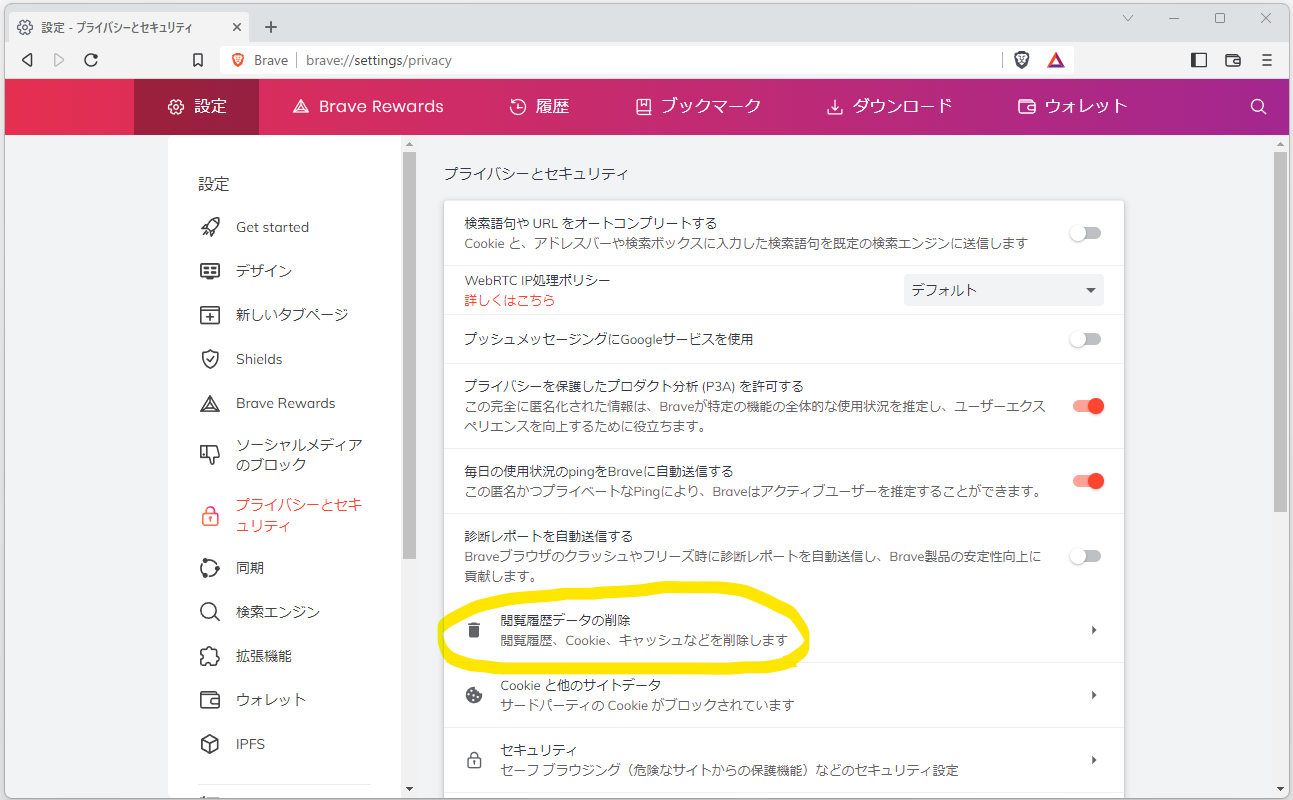 設定 - プライバシーとセキュリティ
Brave
brave://settings/privacy
設定
Brave Rewards
履歴
ブックマーク
ダウンロード
ウォレット
設定
Get started
デザイン
新しいタブページ
Shields
Brave Rewards
ソーシャルメディア
のブロック
プライバシーとセキ
ュリティ
同期
検索エンジン
拡張機能
ウォレット
IPFS
プライバシーとセキュリティ
検索語句や URL をオートコンプリートする
Cookie と、アドレスバーや検索ボックスに入力した検索語句を既定の検索エンジンに送信します
WebRTC IP処理ポリシー
詳しくはこちら
デフォルト
プッシュメッセージングにGoogleサービスを使用
プライバシーを保護したプロダクト分析 (P3A) を許可する
この完全に匿名化された情報は、Braveが特定の機能の全体的な使用状況を推定し、ユーザーエクス
ペリエンスを向上するために役立ちます。
毎日の使用状況のpingをBraveに自動送信する
この匿名かつプライベートなPingにより、Braveはアクティブユーザーを推定することができます。
診断レポートを自動送信する
Braveブラウザのクラッシュやフリーズ時に診断レポートを自動送信し、Brave製品の安定性向上に
貢献します。
閲覧履歴データの削除
閲覧履歴、Cookie、キャッシュなどを削除します
Cookie と他のサイトデータ
サードパーティの Cookie がブロックされています
セキュリティ
セーフ ブラウジング（危険なサイトからの保護機能）などのセキュリティ設定